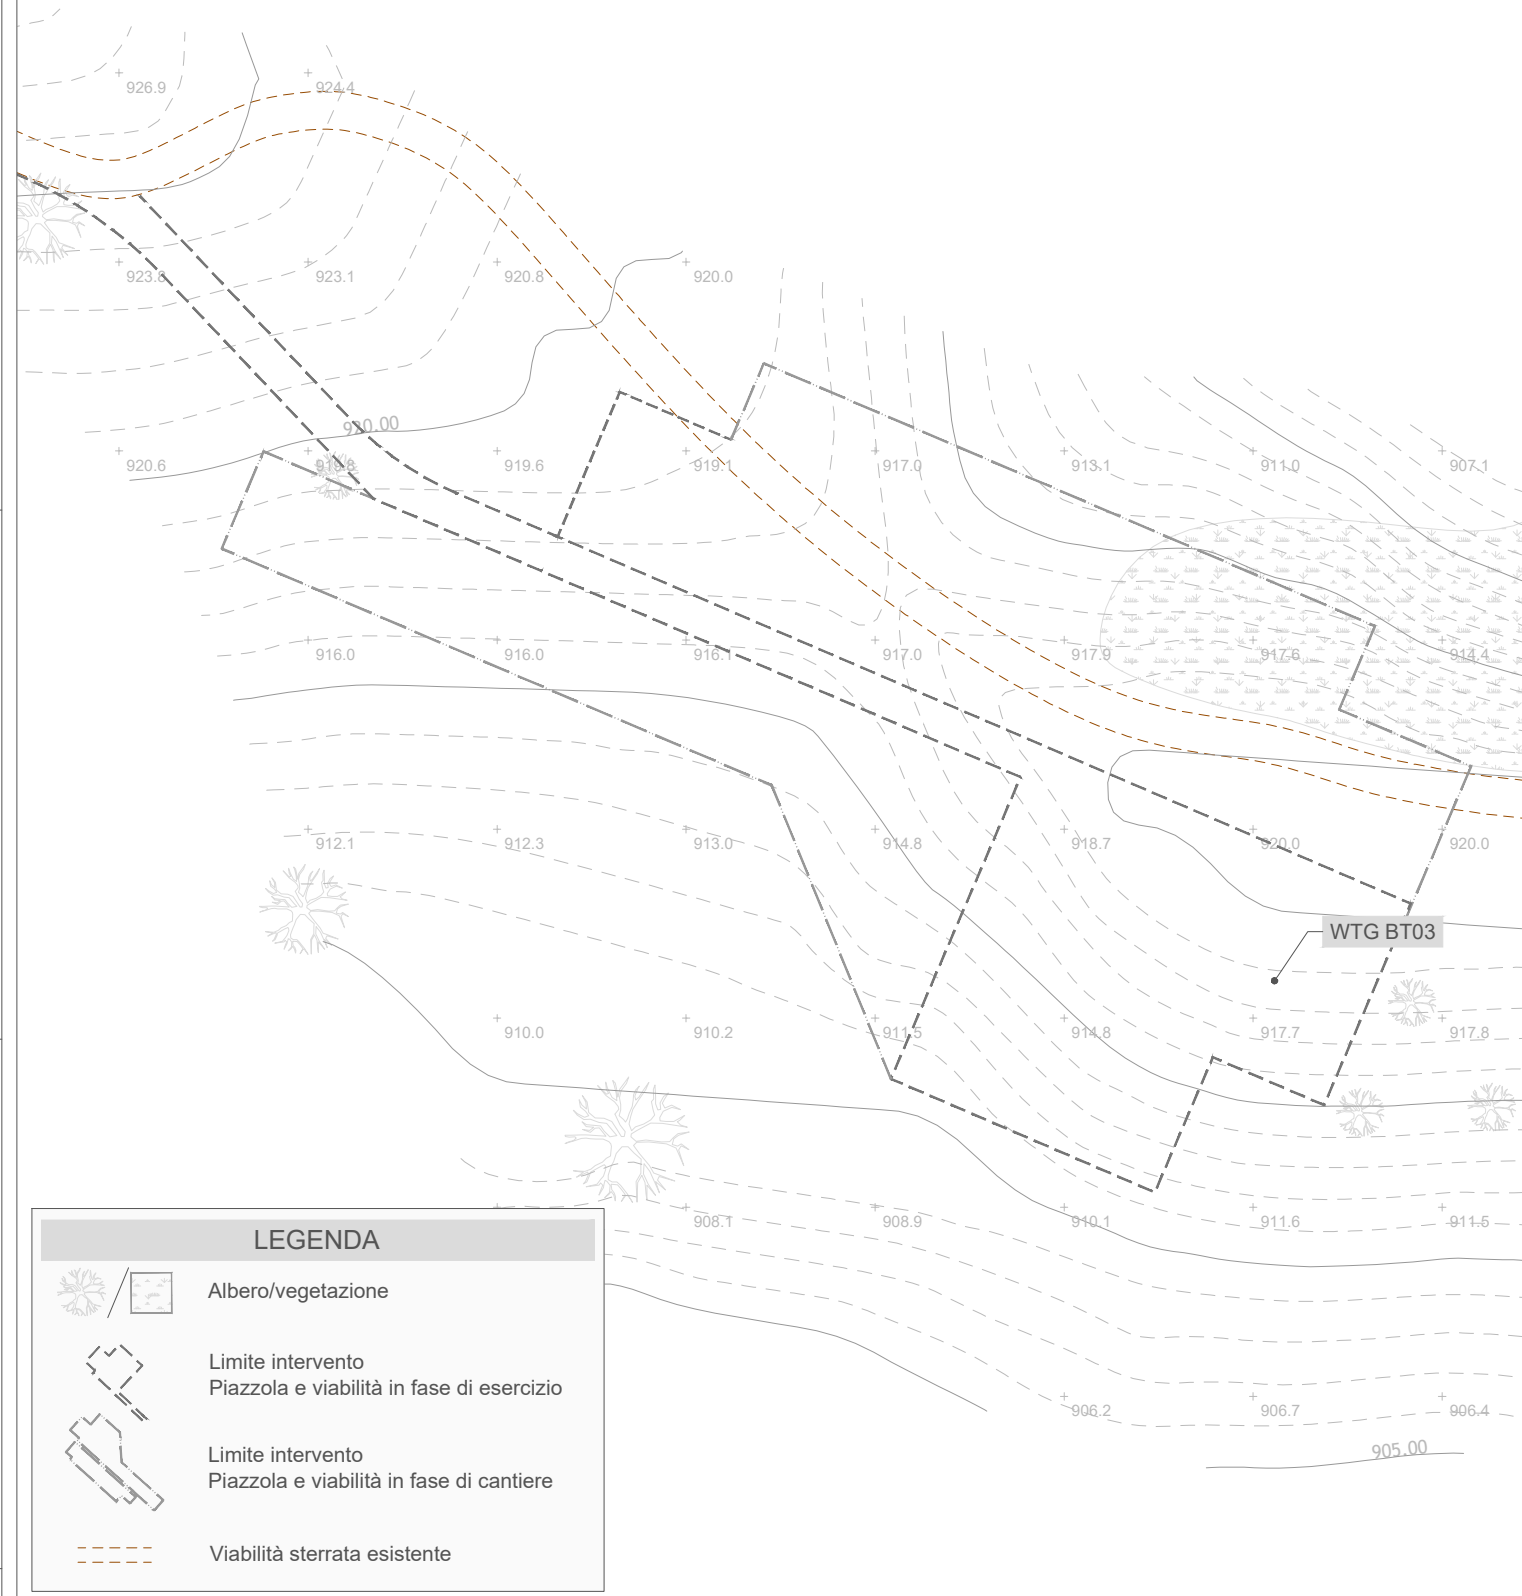 926.9 924.4
923.8 923.1 920.8 920.0
920.00
920.6 919.8 919.6 919.1 917.0 913.1 911.0 907.1
916.0 916.0 916.1 917.0 917.9 917.6 914.4
912.1 912.3 913.0 914.8 918.7 920.0 920.0
WTG BT03
910.0 910.2 911.5 914.8 917.7 917.8
908.1 908.9 910.1 911.6 911.5
906.2 906.7 906.4
905.00
LEGENDA
Albero/vegetazione
Limite intervento
Piazzola e viabilità in fase di esercizio
Limite intervento
Piazzola e viabilità in fase di cantiere
Viabilità sterrata esistente